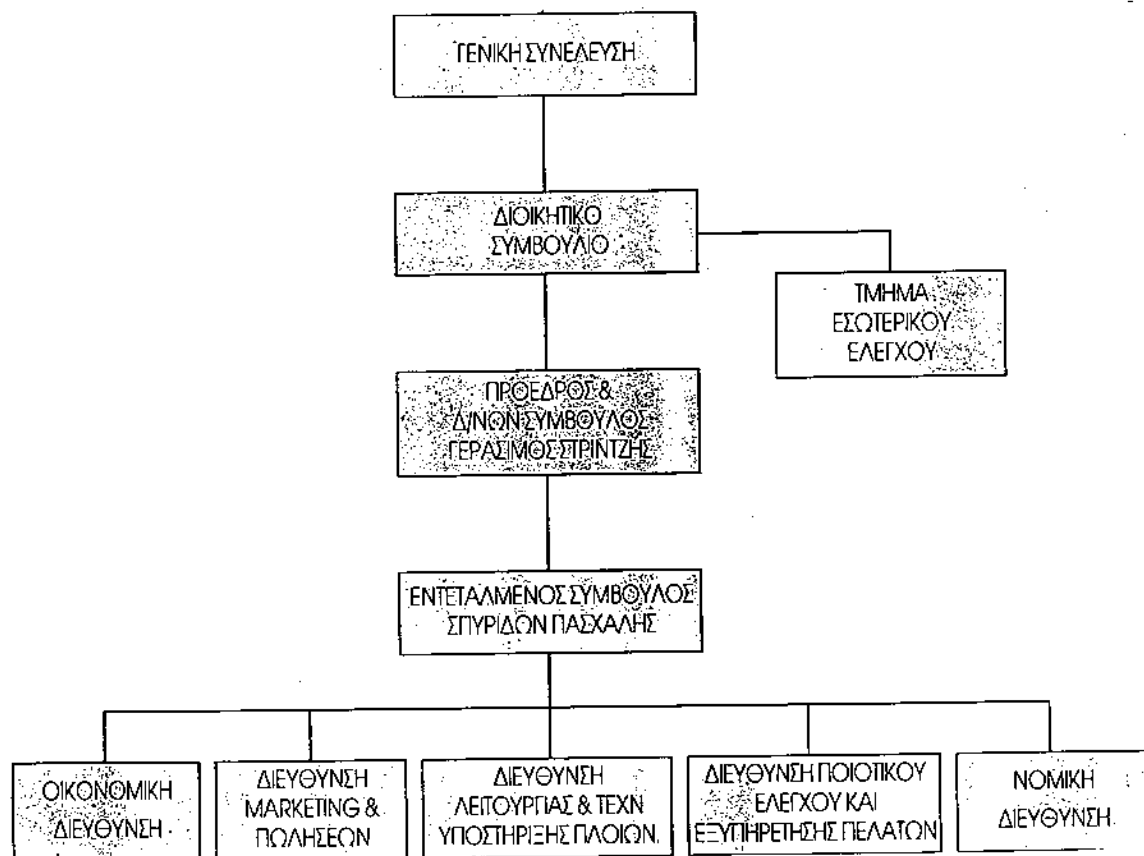 ΓΕΝΙΚΗ ΣΥΝΕΛΕΥΣΗ
ΔΙΟΙΚΗΤΙΚΟ
ΣΥΜΒΟΥΛΙΟ
ΤΜΗΜΑ
ΕΣΩΤΕΡΙΚΟΥ
ΕΛΕΓΧΟΥ
ΠΡΟΕΔΡΟΣ &
Δ/ΝΩΝ ΣΥΜΒΟΥΛΟΣ
ΓΕΡΑΣΙΜΟΣ ΣΤΡΙΝΤΖΗΣ
ΕΝΤΕΤΑΛΜΕΝΟΣ ΣΥΜΒΟΥΛΟΣ
ΣΠΥΡΙΔΩΝ ΠΑΣΧΑΛΗΣ
ΟΙΚΟΝΟΜΙΚΗ
ΔΙΕΥΘΥΝΣΗ
ΔΙΕΥΘΥΝΣΗ
MARKETING &
ΠΩΛΗΣΕΩΝ
ΔΙΕΥΘΥΝΣΗ
ΛΕΙΤΟΥΡΓΙΑΣ & ΤΕΧΝ
ΥΠΟΣΤΗΡΙΞΗΣ ΠΛΟΙΩΝ
ΔΙΕΥΘΥΝΣΗ ΠΟΙΟΤΙΚΟΥ
ΕΛΕΓΧΟΥ ΚΑΙ
ΕΞΥΠΗΡΕΤΗΣΗΣ ΠΕΛΑΤΩΝ
ΝΟΜΙΚΗ
ΔΙΕΥΘΥΝΣΗ